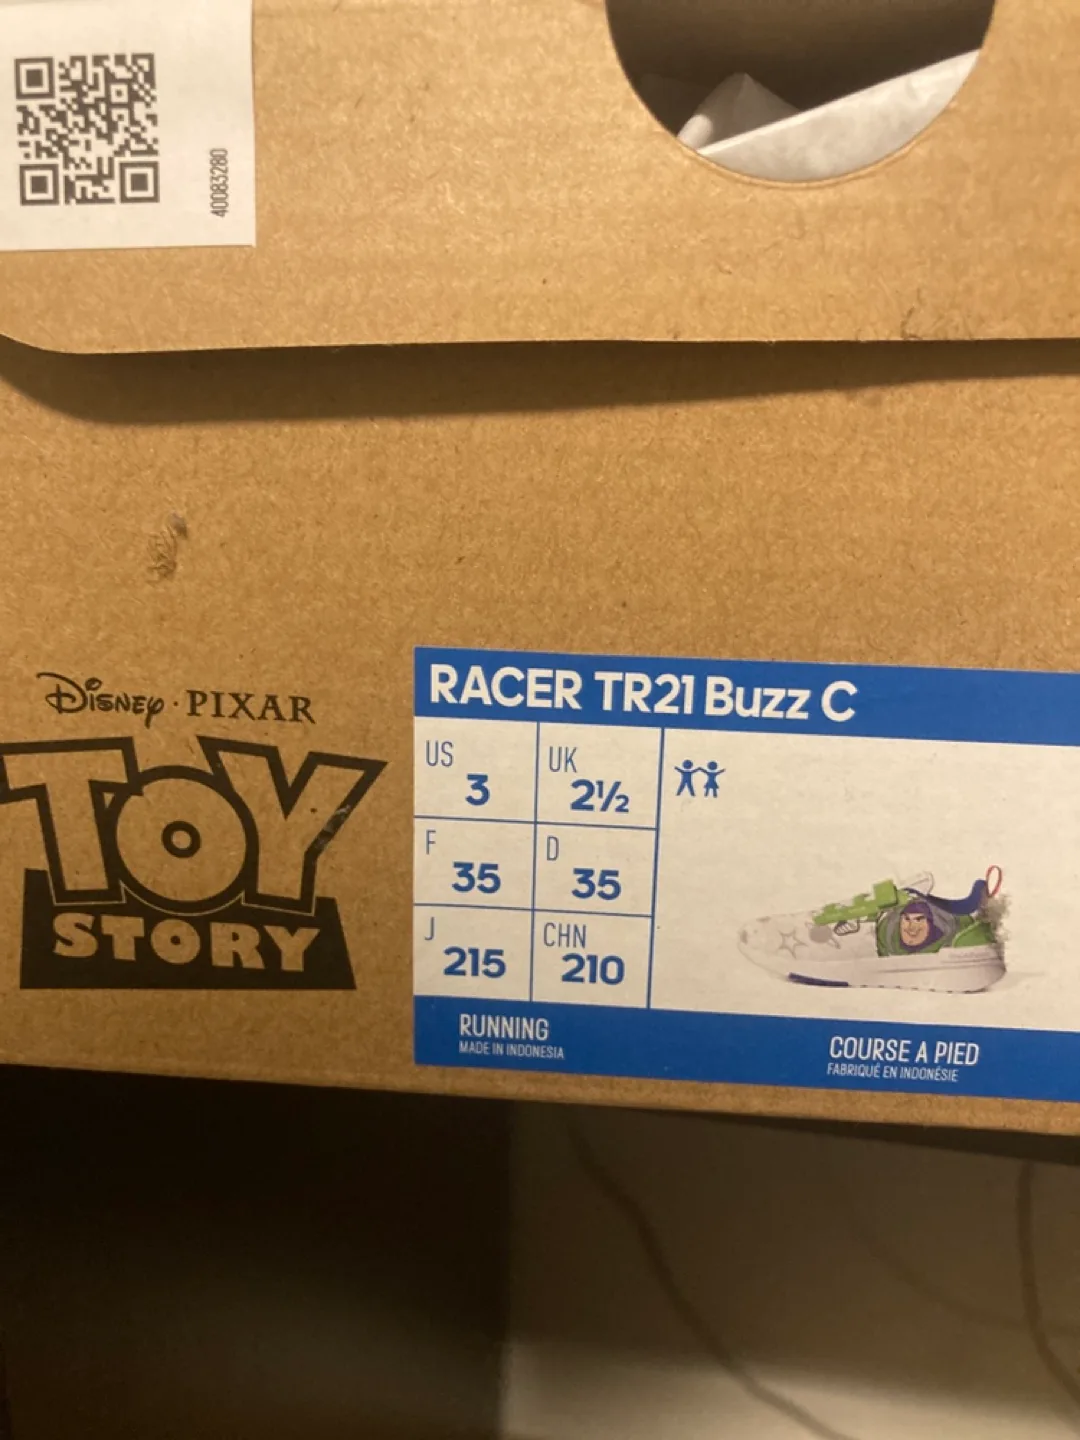 40083280
Disney · PIXAR
TOY
STORY
RACER TR21 Buzz C
US 3
UK 2½
F 35
D 35
J 215
CHN 210
RUNNING
MADE IN INDONESIA
COURSE A PIED
FABRIQUÉ EN INDONÉSIE